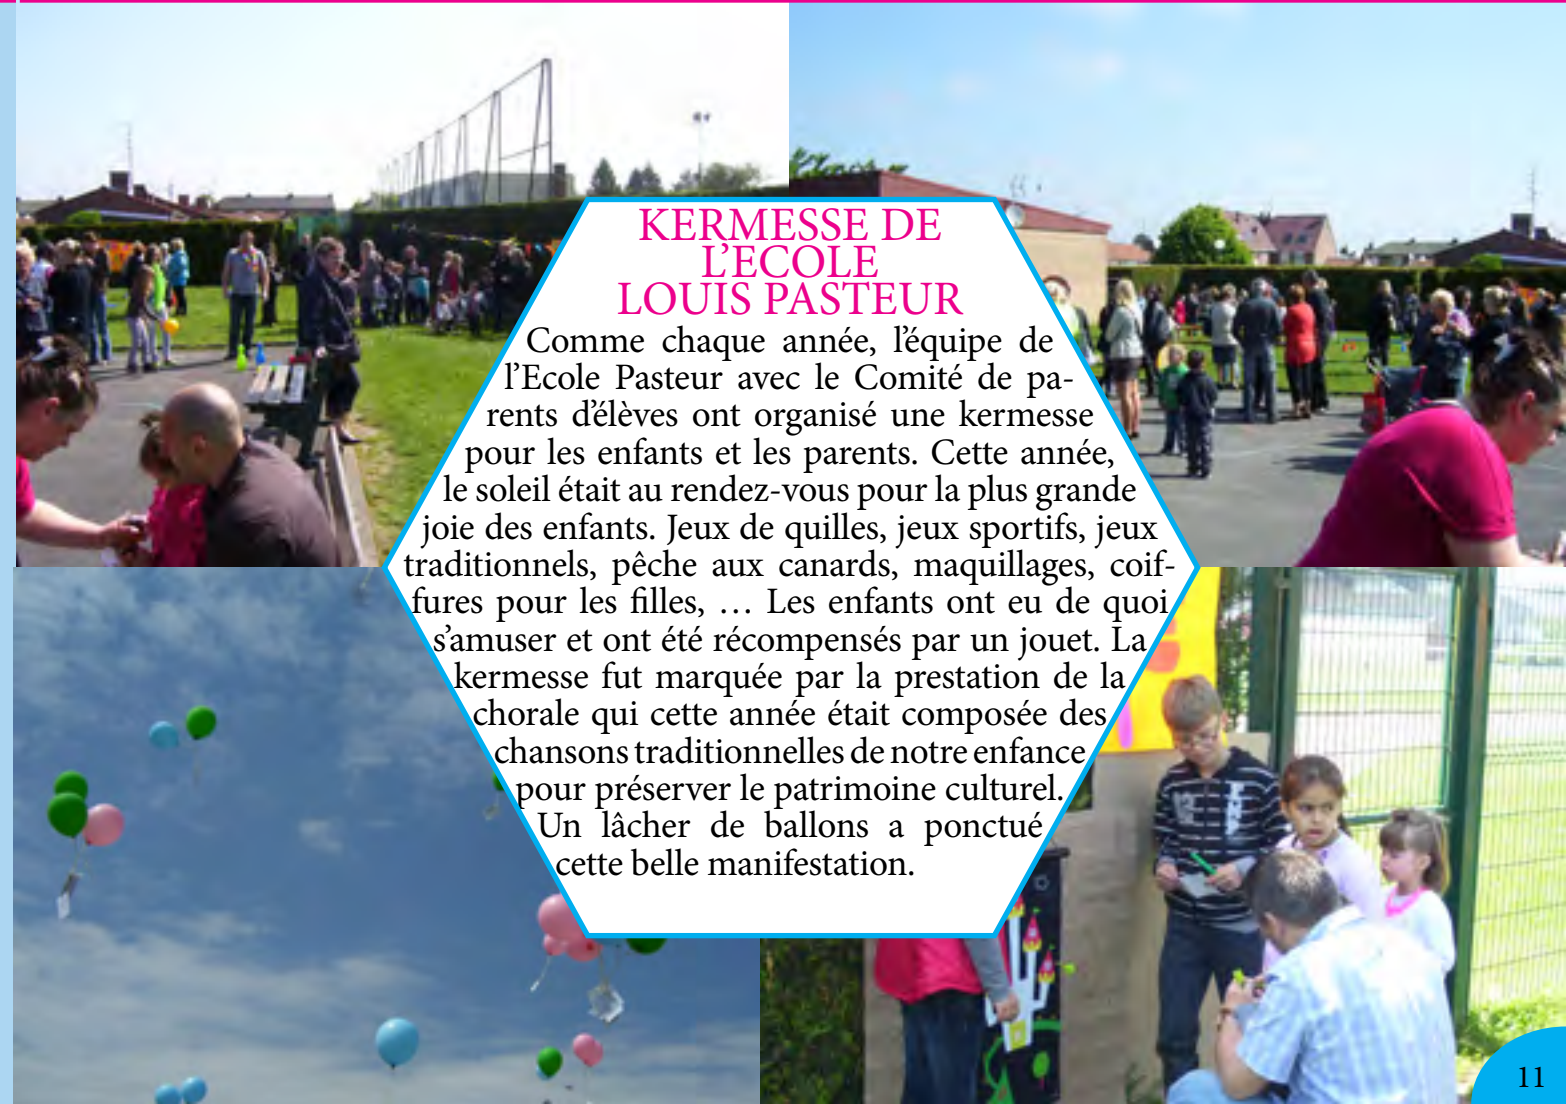 KERMESSE DE
L’ECOLE
LOUIS PASTEUR
Comme chaque année, l’équipe de
l’Ecole Pasteur avec le Comité de pa-
rents d’élèves ont organisé une kermesse
pour les enfants et les parents. Cette année,
le soleil était au rendez-vous pour la plus grande
joie des enfants. Jeux de quilles, jeux sportifs, jeux
traditionnels, pêche aux canards, maquillages, coif-
fures pour les filles, … Les enfants ont eu de quoi
s’amuser et ont été récompensés par un jouet. La
kermesse fut marquée par la prestation de la
chorale qui cette année était composée des
chansons traditionnelles de notre enfance
pour préserver le patrimoine culturel.
Un lâcher de ballons a ponctué
cette belle manifestation.
11